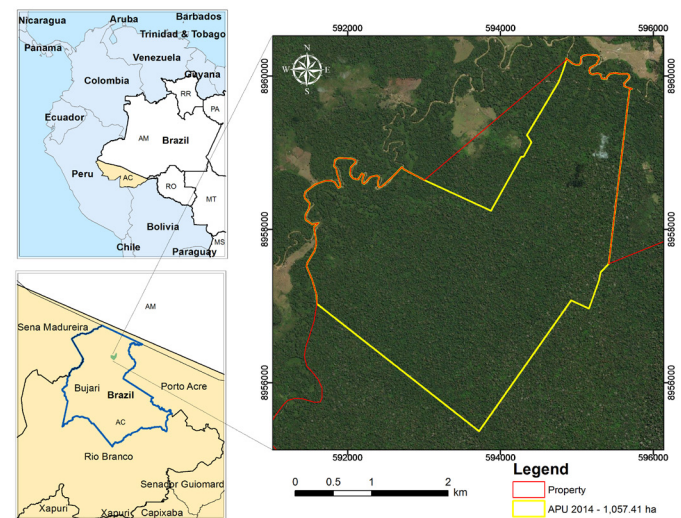 Nicaragua
Aruba
Barbados
Panama
Trinidad & Tobago
Venezuela
Guyana
Colombia
RR
PA
Ecuador
AM
Brazil
Peru
AC
RO
MT
Bolivia
MS
Chile
Paraguay
AM
Sena Madureira
Bujari
Brazil
Porto Acre
AC
Rio Branco
Senador Guiomard
Xapuri
Xapuri
Capixaba
592000
594000
596000
N
W
E
S
8960000
8960000
8958000
8958000
8956000
8956000
592000
594000
596000
0
0.5
1
2
km
Legend
Property
APU 2014 - 1,057.41 ha